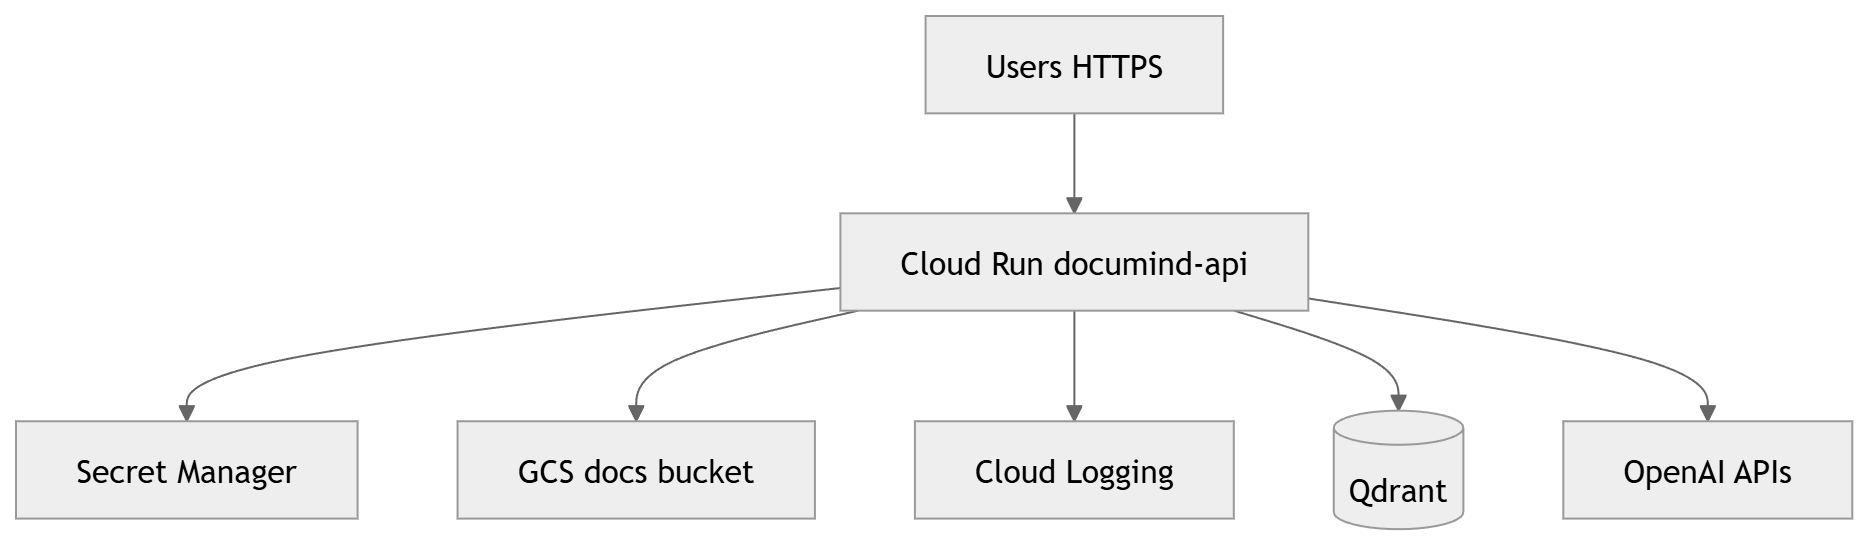 Users HTTPS
Cloud Run documind-api
Secret Manager
GCS docs bucket
Cloud Logging
Qdrant
OpenAI APIs